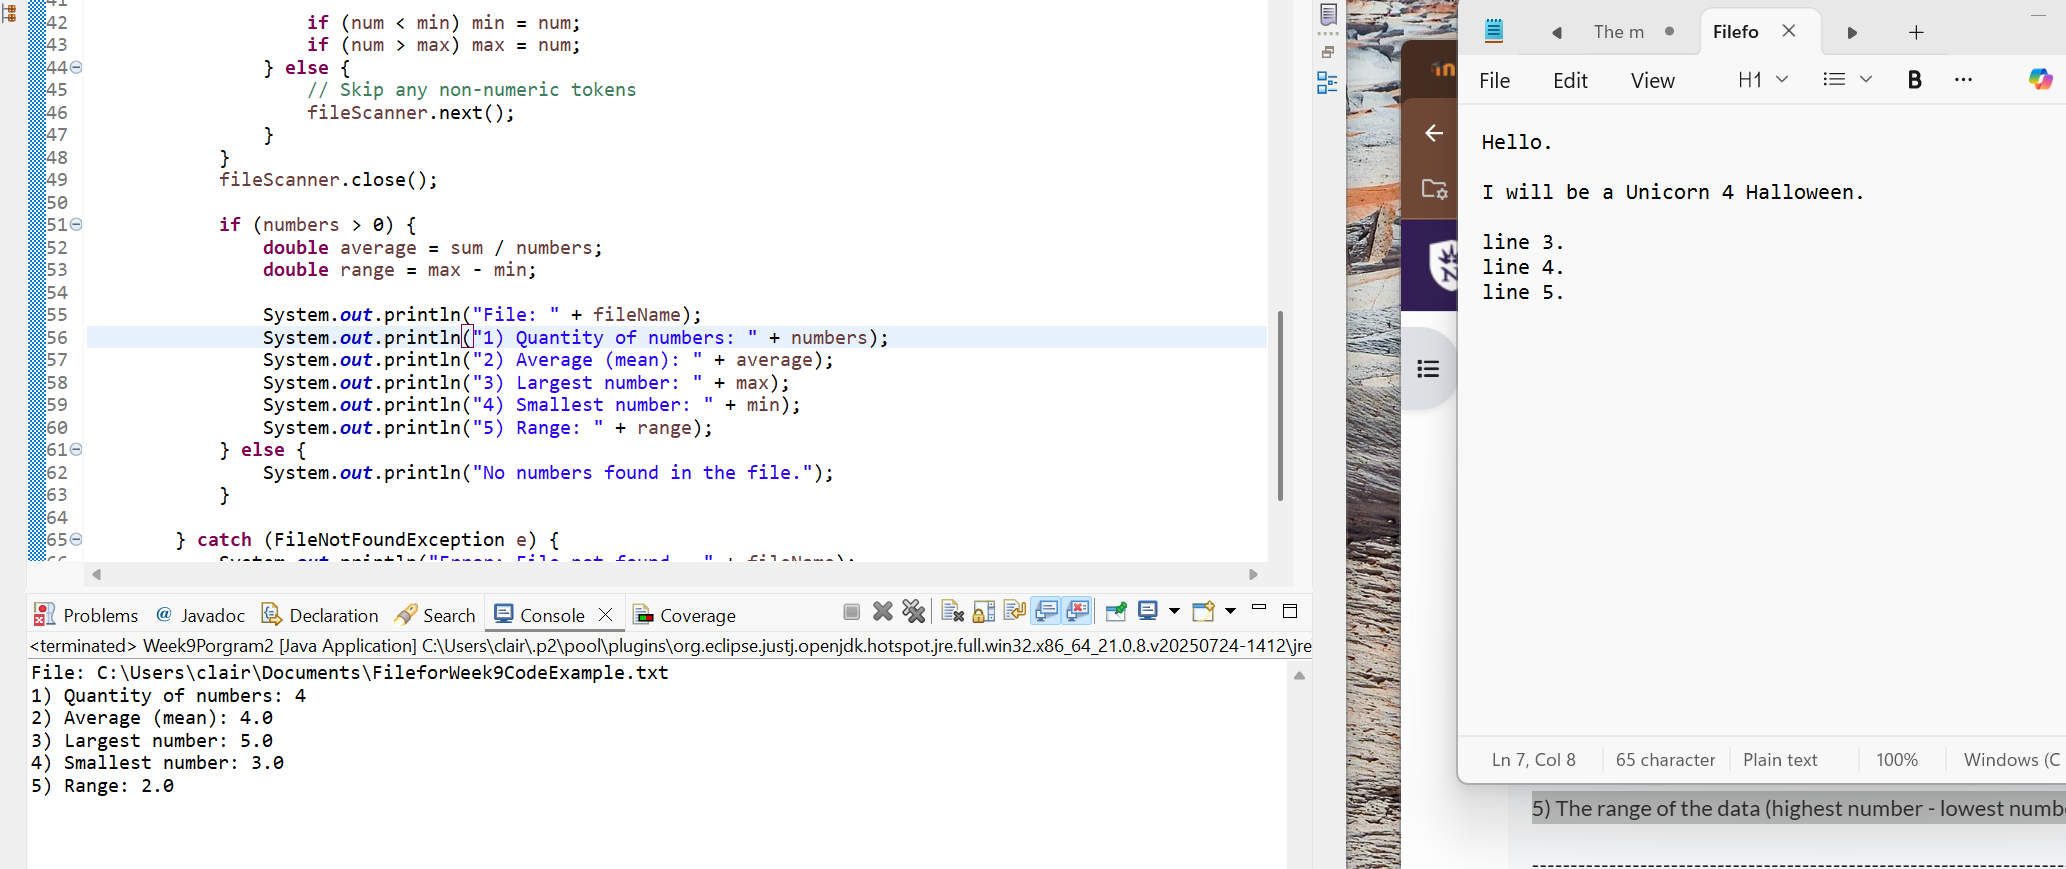 42 if (num < min) min = num;
43 if (num > max) max = num;
44 } else {
45 // Skip any non-numeric tokens
46 fileScanner.next();
47 }
48 }
49 fileScanner.close();
50
51 if (numbers > 0) {
52 double average = sum / numbers;
53 double range = max - min;
54
55 System.out.println("File: " + fileName);
56 System.out.println("1) Quantity of numbers: " + numbers);
57 System.out.println("2) Average (mean): " + average);
58 System.out.println("3) Largest number: " + max);
59 System.out.println("4) Smallest number: " + min);
60 System.out.println("5) Range: " + range);
61 } else {
62 System.out.println("No numbers found in the file.");
63 }
64
65 } catch (FileNotFoundException e) {
Problems @ Javadoc Declaration Search Console Coverage
<terminated> Week9Porgram2 [Java Application] C:\Users\clair\.p2\pool\plugins\org.eclipse.justj.openjdk.hotspot.jre.full.win32.x86_64_21.0.8.v20250724-1412\jre
File: C:\Users\clair\Documents\FileforWeek9CodeExample.txt
1) Quantity of numbers: 4
2) Average (mean): 4.0
3) Largest number: 5.0
4) Smallest number: 3.0
5) Range: 2.0
The m Filefo
File Edit View H1 B
Hello.
I will be a Unicorn 4 Halloween.
line 3.
line 4.
line 5.
Ln 7, Col 8 65 character Plain text 100% Windows (C
5) The range of the data (highest number - lowest numb